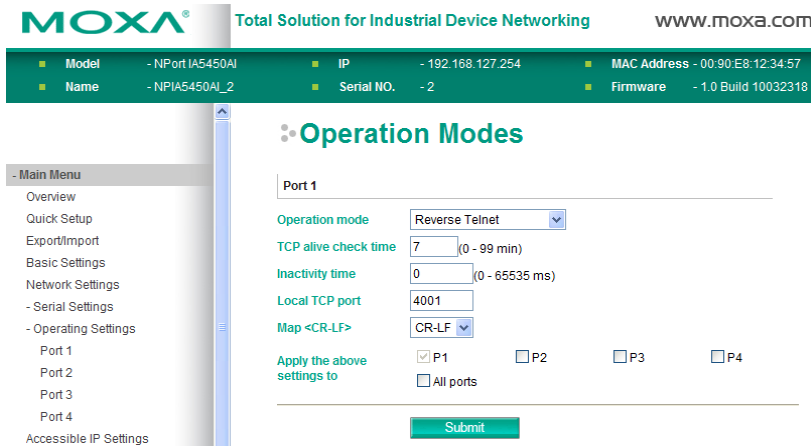 MOXA® Total Solution for Industrial Device Networking www.moxa.com
Model - NPort IA5450AI IP - 192.168.127.254 MAC Address - 00:90:E8:12:34:57
Name - NPIA5450AI_2 Serial NO. - 2 Firmware - 1.0 Build 10032318
- Main Menu
Overview
Quick Setup
Export/Import
Basic Settings
Network Settings
- Serial Settings
- Operating Settings
Port 1
Port 2
Port 3
Port 4
Accessible IP Settings
Operation Modes
Port 1
Operation mode Reverse Telnet
TCP alive check time 7 (0 - 99 min)
Inactivity time 0 (0 - 65535 ms)
Local TCP port 4001
Map <CR-LF> CR-LF
Apply the above settings to P1 P2 P3 P4
All ports
Submit